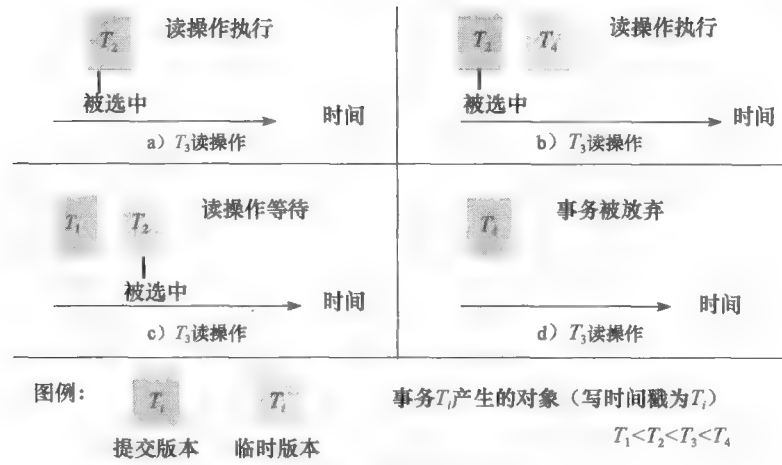 T₂ 读操作执行
被选中
时间
a) T₃读操作
T₂ T₄ 读操作执行
被选中
时间
b) T₃读操作
T₁ T₂ 读操作等待
被选中
时间
c) T₃读操作
T₄ 事务被放弃
时间
d) T₃读操作
图例: Tᵢ Tᵢ 事务Tᵢ产生的对象(写时间戳为Tᵢ)
提交版本 临时版本 T₁<T₂<T₃<T₄